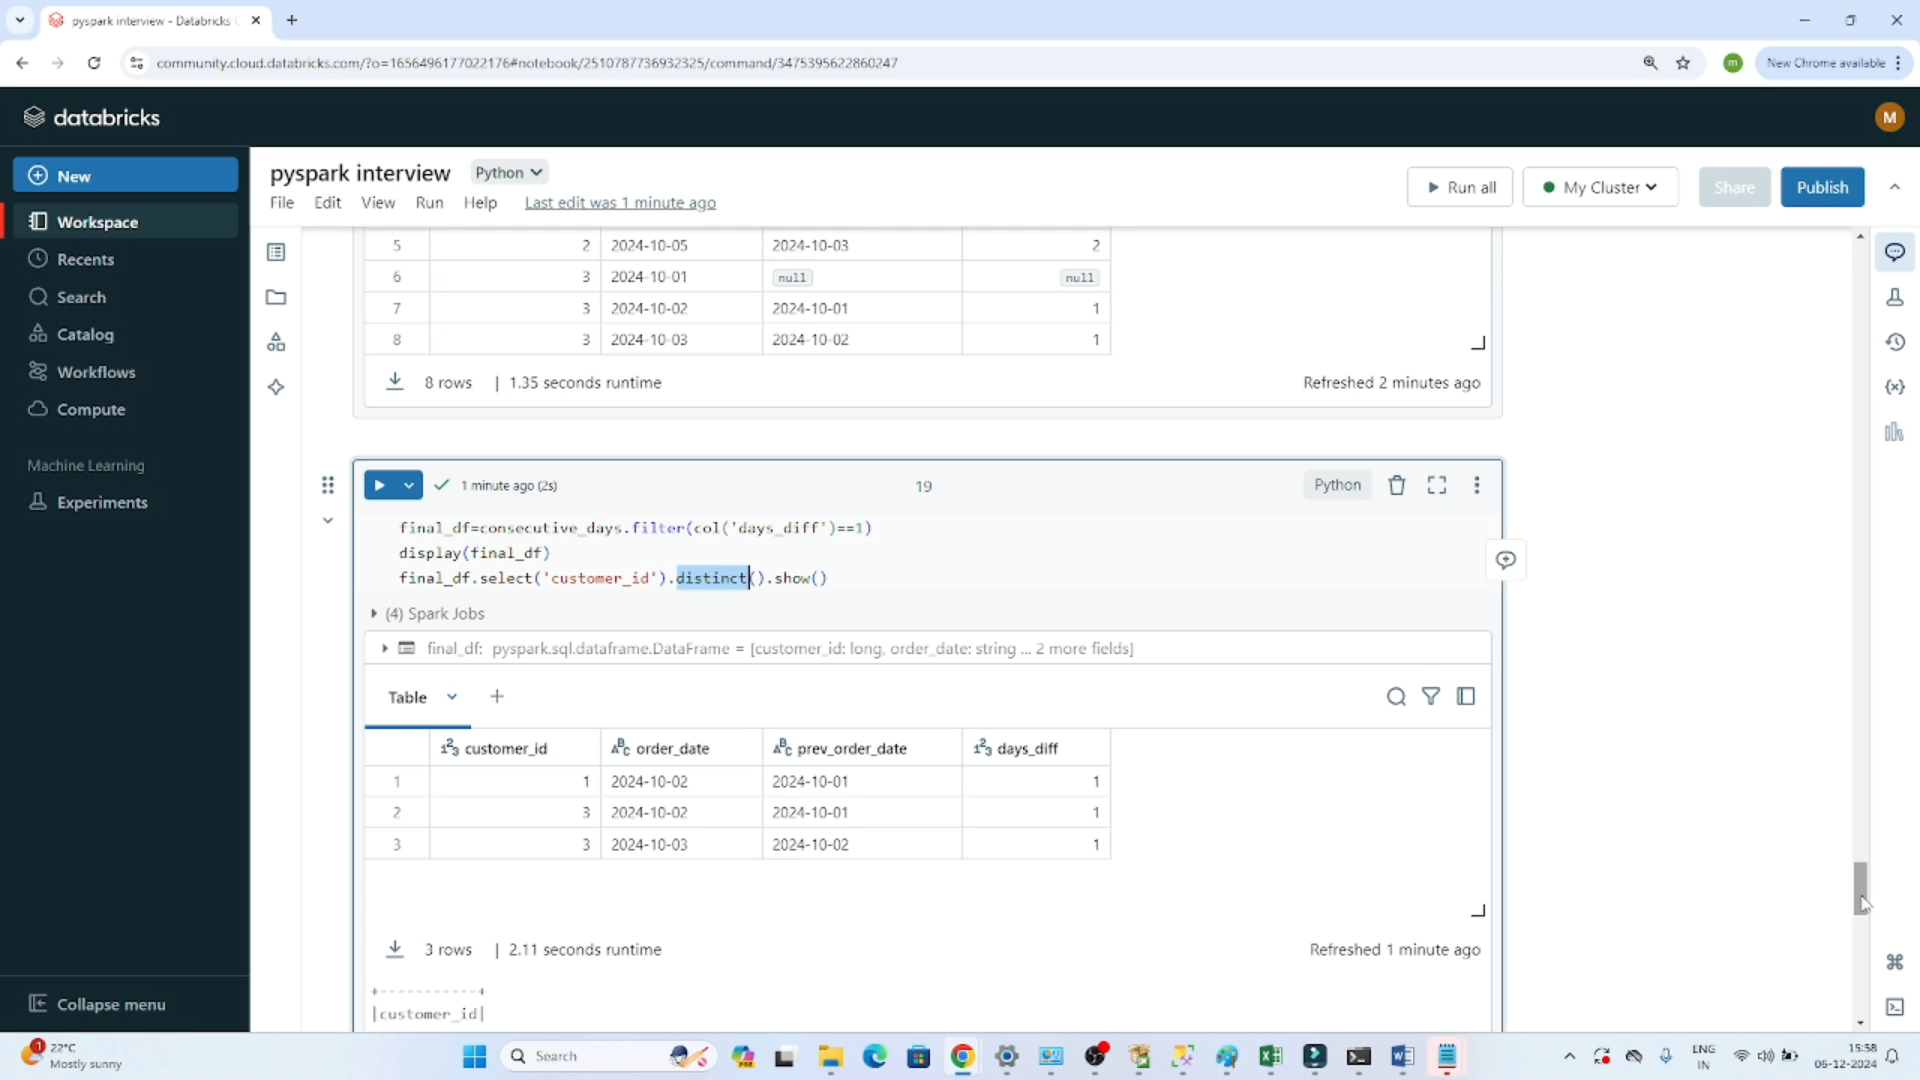 pyspark interview - Databricks
community.cloud.databricks.com/?o=1656496177022176#notebook/2510787736932325/command/3475395622860247
m
New Chrome available
databricks
M
New
Workspace
Recents
Search
Catalog
Workflows
Compute
Machine Learning
Experiments
Collapse menu
pyspark interview
Python
File Edit View Run Help Last edit was 1 minute ago
Run all
My Cluster
Share
Publish
5 2 2024-10-05 2024-10-03 2
6 3 2024-10-01 null null
7 3 2024-10-02 2024-10-01 1
8 3 2024-10-03 2024-10-02 1
8 rows | 1.35 seconds runtime Refreshed 2 minutes ago
1 minute ago (2s) 19 Python
final_df=consecutive_days.filter(col('days_diff')==1)
display(final_df)
final_df.select('customer_id').distinct().show()
(4) Spark Jobs
final_df: pyspark.sql.dataframe.DataFrame = [customer_id: long, order_date: string ... 2 more fields]
Table +
customer_id order_date prev_order_date days_diff
1 1 2024-10-02 2024-10-01 1
2 3 2024-10-02 2024-10-01 1
3 3 2024-10-03 2024-10-02 1
3 rows | 2.11 seconds runtime Refreshed 1 minute ago
+-----------+
|customer_id|
1
22°C
Mostly sunny
Search
ENG
IN
15:58
06-12-2024